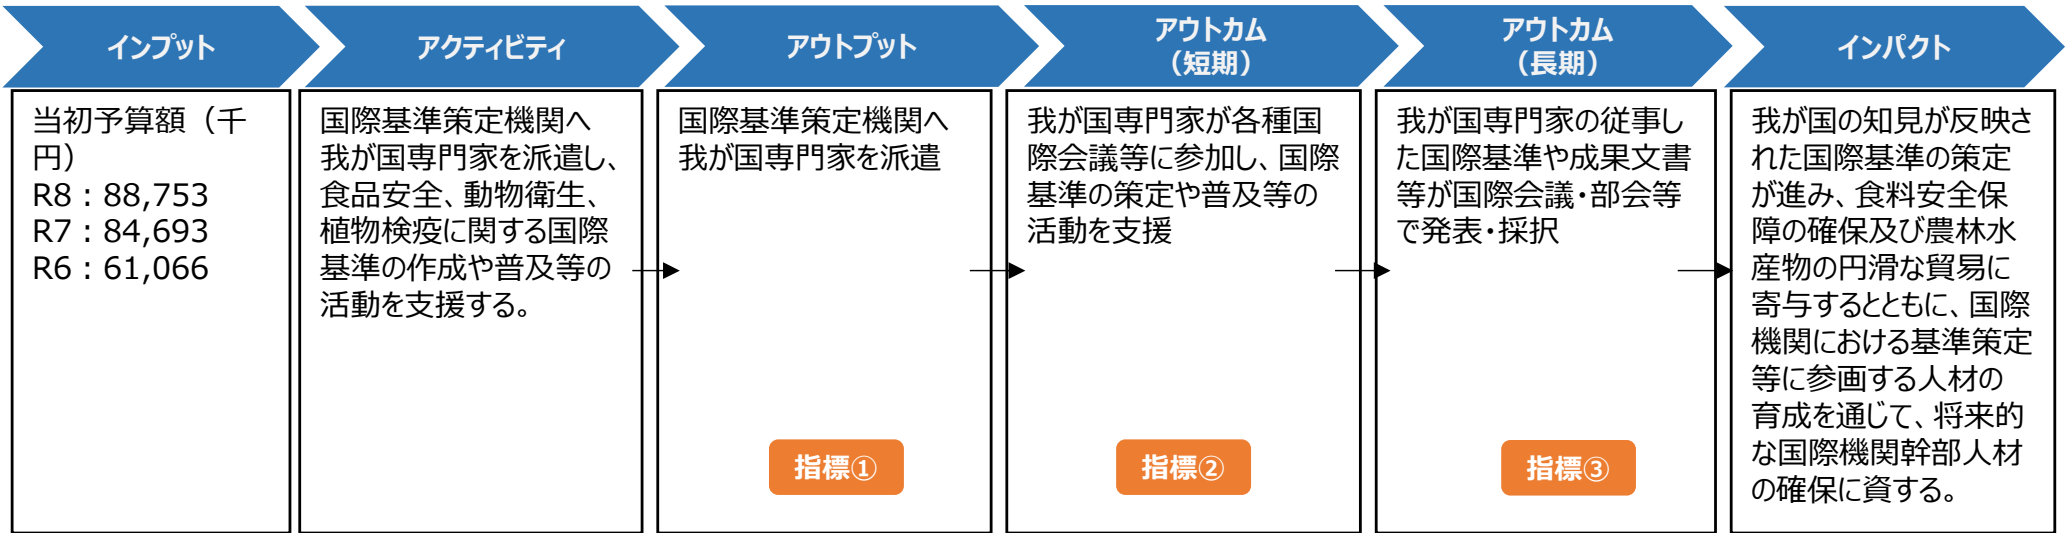 インプット
アクティビティ
アウトプット
アウトカム
（短期）
アウトカム
（長期）
インパクト
当初予算額（千
円）
R8：88,753
R7：84,693
R6：61,066
国際基準策定機関へ
我が国専門家を派遣し、
食品安全、動物衛生、
植物検疫に関する国際
基準の作成や普及等の
活動を支援する。
国際基準策定機関へ
我が国専門家を派遣
指標①
我が国専門家が各種国
際会議等に参加し、国際
基準の策定や普及等の
活動を支援
指標②
我が国専門家の従事し
た国際基準や成果文書
等が国際会議・部会等
で発表・採択
指標③
我が国の知見が反映さ
れた国際基準の策定
が進み、食料安全保
障の確保及び農林水
産物の円滑な貿易に
寄与するとともに、国際
機関における基準策定
等に参画する人材の
育成を通じて、将来的
な国際機関幹部人材
の確保に資する。